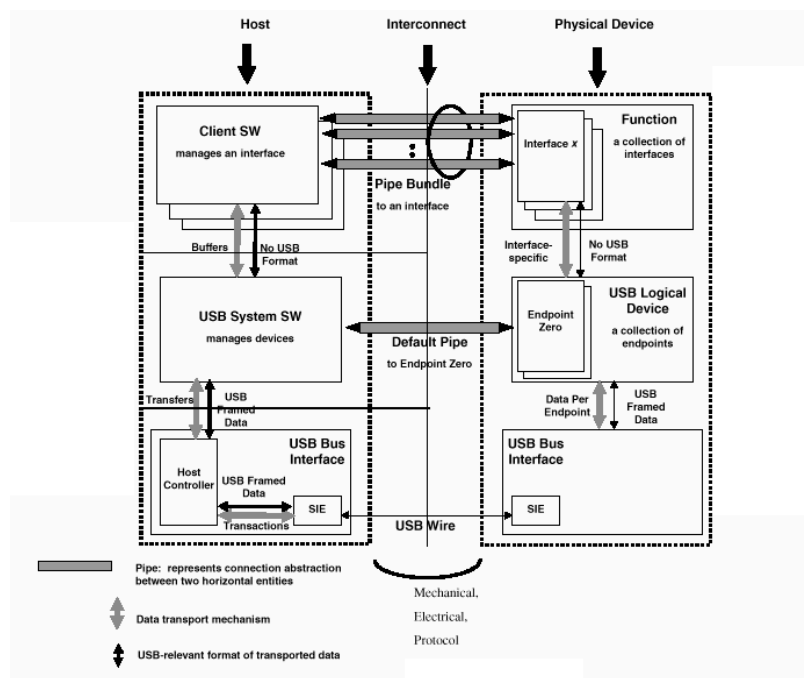 Host
Interconnect
Physical Device
Client SW
manages an interface
Pipe Bundle
to an interface
Interface x
Function
a collection of
interfaces
Buffers
No USB
Format
Interface-
specific
No USB
Format
USB System SW
manages devices
Default Pipe
to Endpoint Zero
Endpoint
Zero
USB Logical
Device
a collection of
endpoints
Transfers
USB
Framed
Data
Data Per
Endpoint
USB
Framed
Data
Host
Controller
USB Bus
Interface
USB Framed
Data
Transactions
SIE
USB Wire
USB Bus
Interface
SIE
Pipe: represents connection abstraction
between two horizontal entities
Data transport mechanism
USB-relevant format of transported data
Mechanical,
Electrical,
Protocol